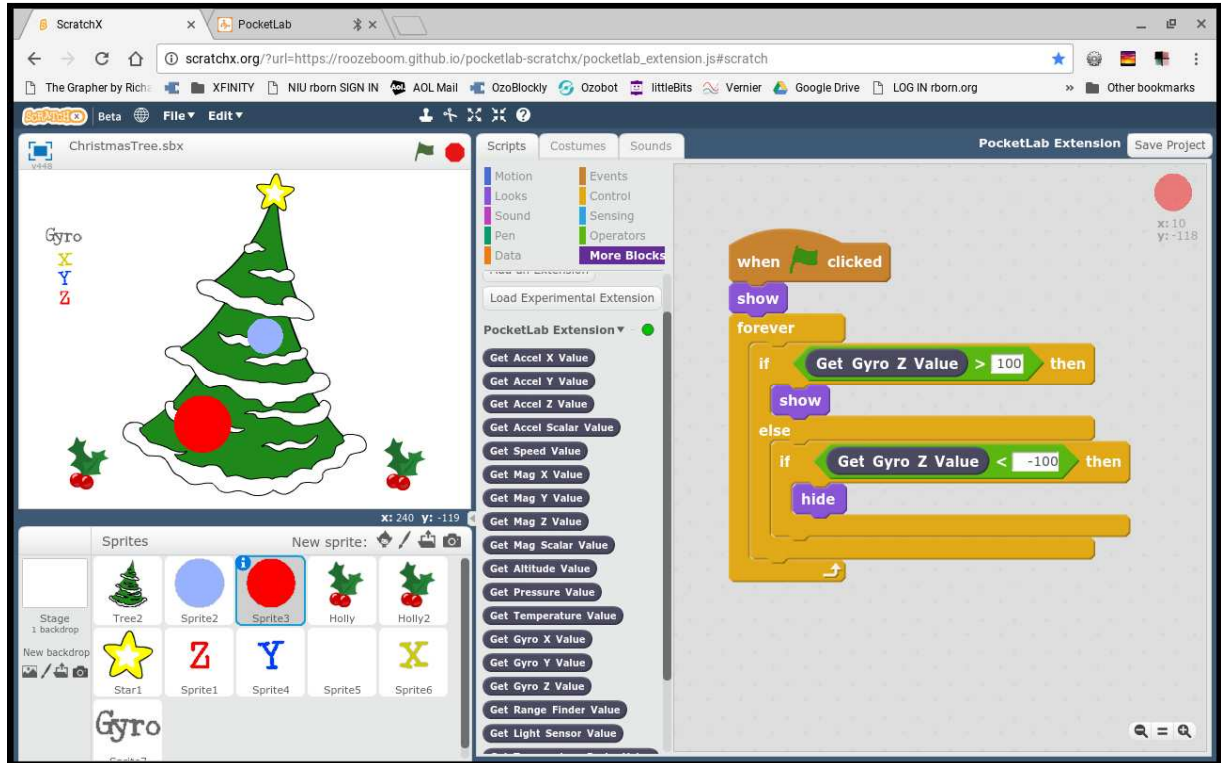 ScratchX
PocketLab
scratchx.org/?url=https://roozeboom.github.io/pocketlab-scratchx/pocketlab_extension.js#scratch
The Grapher by Richa XFINITY NIU rborn SIGN IN AOL Mail OzoBlockly Ozobot littleBits Vernier Google Drive LOG IN rborn.org » Other bookmarks
SCRATCHX Beta File▾ Edit▾
ChristmasTree.sbx
v448
Gyro
X
Y
Z
x: 240 y: -119
Sprites New sprite:
Stage
1 backdrop
New backdrop
Tree2 Sprite2 Sprite3 Holly Holly2
Z Y X
Star1 Sprite1 Sprite4 Sprite5 Sprite6
Gyro
Sprite7
Scripts Costumes Sounds
Motion Events
Looks Control
Sound Sensing
Pen Operators
Data More Blocks
Add an Extension
Load Experimental Extension
PocketLab Extension▾
Get Accel X Value
Get Accel Y Value
Get Accel Z Value
Get Accel Scalar Value
Get Speed Value
Get Mag X Value
Get Mag Y Value
Get Mag Z Value
Get Mag Scalar Value
Get Altitude Value
Get Pressure Value
Get Temperature Value
Get Gyro X Value
Get Gyro Y Value
Get Gyro Z Value
Get Range Finder Value
Get Light Sensor Value
PocketLab Extension Save Project
x: 10
y: -118
when clicked
show
forever
if Get Gyro Z Value > 100 then
show
else
if Get Gyro Z Value < -100 then
hide